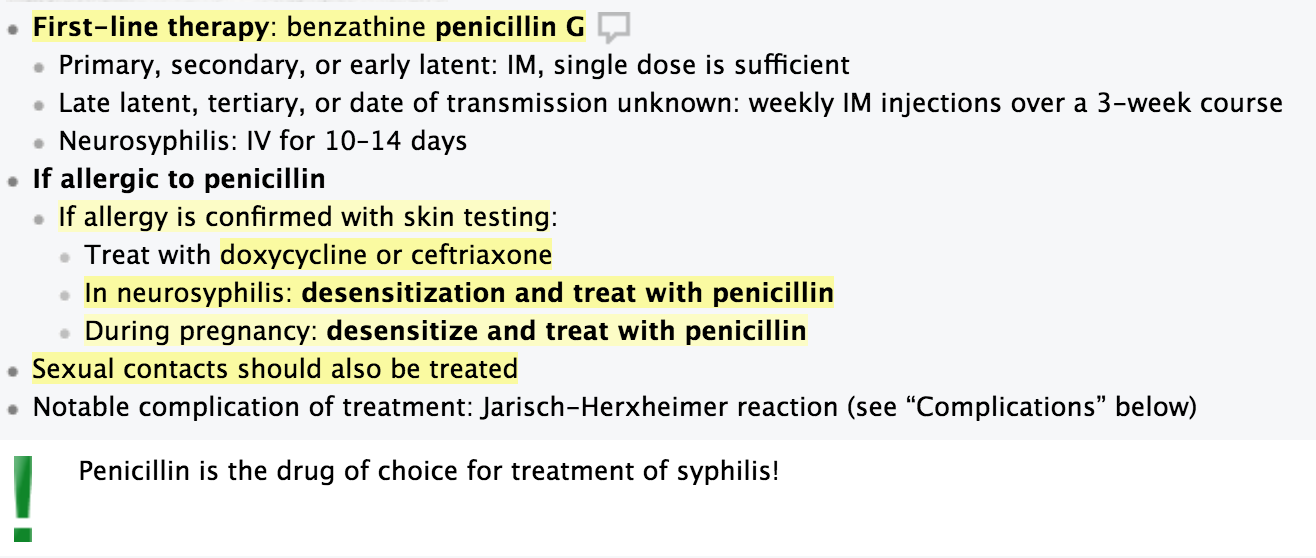 First-line therapy: benzathine penicillin G
Primary, secondary, or early latent: IM, single dose is sufficient
Late latent, tertiary, or date of transmission unknown: weekly IM injections over a 3-week course
Neurosyphilis: IV for 10–14 days
If allergic to penicillin
If allergy is confirmed with skin testing:
Treat with doxycycline or ceftriaxone
In neurosyphilis: desensitization and treat with penicillin
During pregnancy: desensitize and treat with penicillin
Sexual contacts should also be treated
Notable complication of treatment: Jarisch-Herxheimer reaction (see “Complications” below)
Penicillin is the drug of choice for treatment of syphilis!